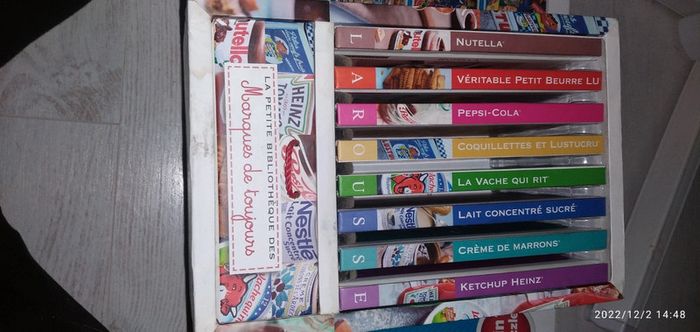 nutella
HEINZ
Nestlé
LA PETITE BIBLIOTHÈQUE DES
Marques de toujours
L NUTELLA®
A VÉRITABLE PETIT BEURRE LU®
R PEPSI-COLA®
O COQUILLETTES ET LUSTUCRU®
U LA VACHE QUI RIT®
S LAIT CONCENTRÉ SUCRÉ®
S CRÈME DE MARRONS®
E KETCHUP HEINZ®
2022/12/2 14:48